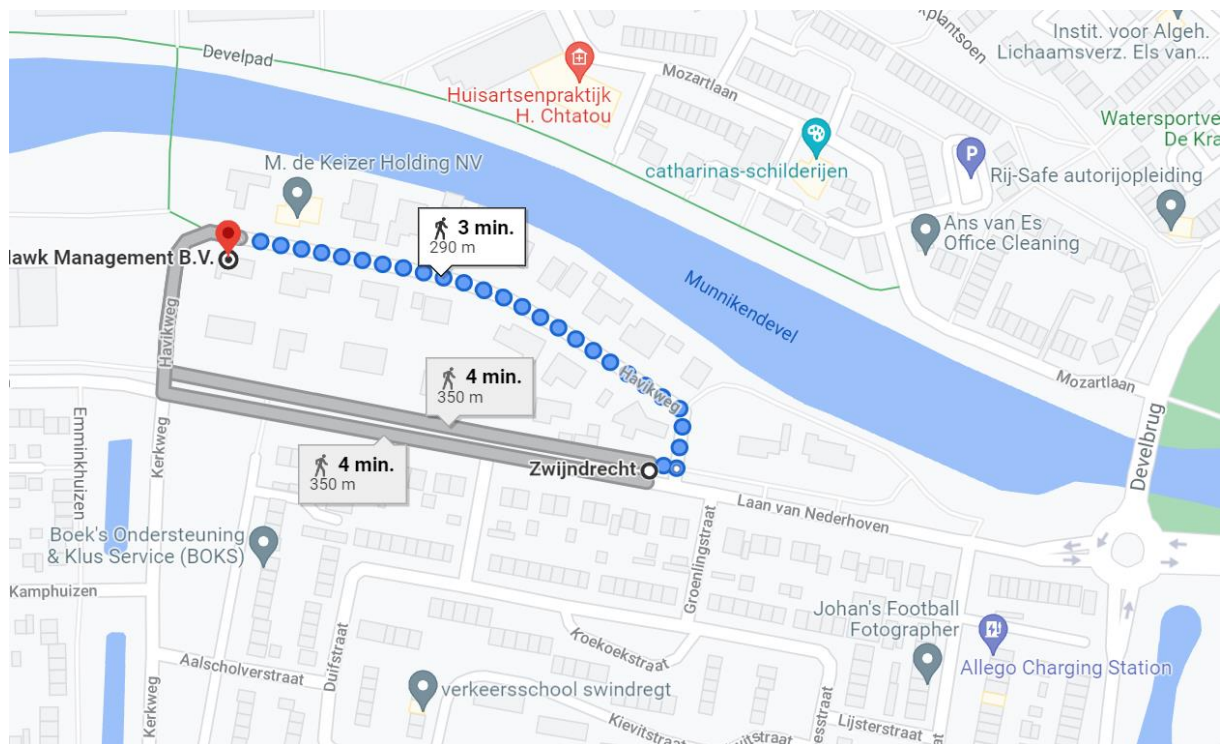 Develpad
Huisartsenpraktijk
H. Chtatou
Mozartlaan
Instit. voor Algeh.
Lichaamsverz. Els van...
Watersportve
De Kra
catharinas-schilderijen
P
Rij-Safe autorijopleiding
M. de Keizer Holding NV
3 min.
290 m
Ans van Es
Office Cleaning
Hawk Management B.V.
Munnikendevel
Havikweg
Havikweg
4 min.
350 m
Mozartlaan
Develbrug
Emminkhuizen
Kerkweg
4 min.
350 m
Zwijndrecht
Laan van Nederhoven
Boek's Ondersteuning
& Klus Service (BOKS)
Groenlingstraat
Kamphuizen
Johan's Football
Fotographer
Koekoekstraat
Duifstraat
Aalscholverstraat
Allego Charging Station
Kerkweg
verkeersschool swindregt
Kievitstraat
Lijsterstraat